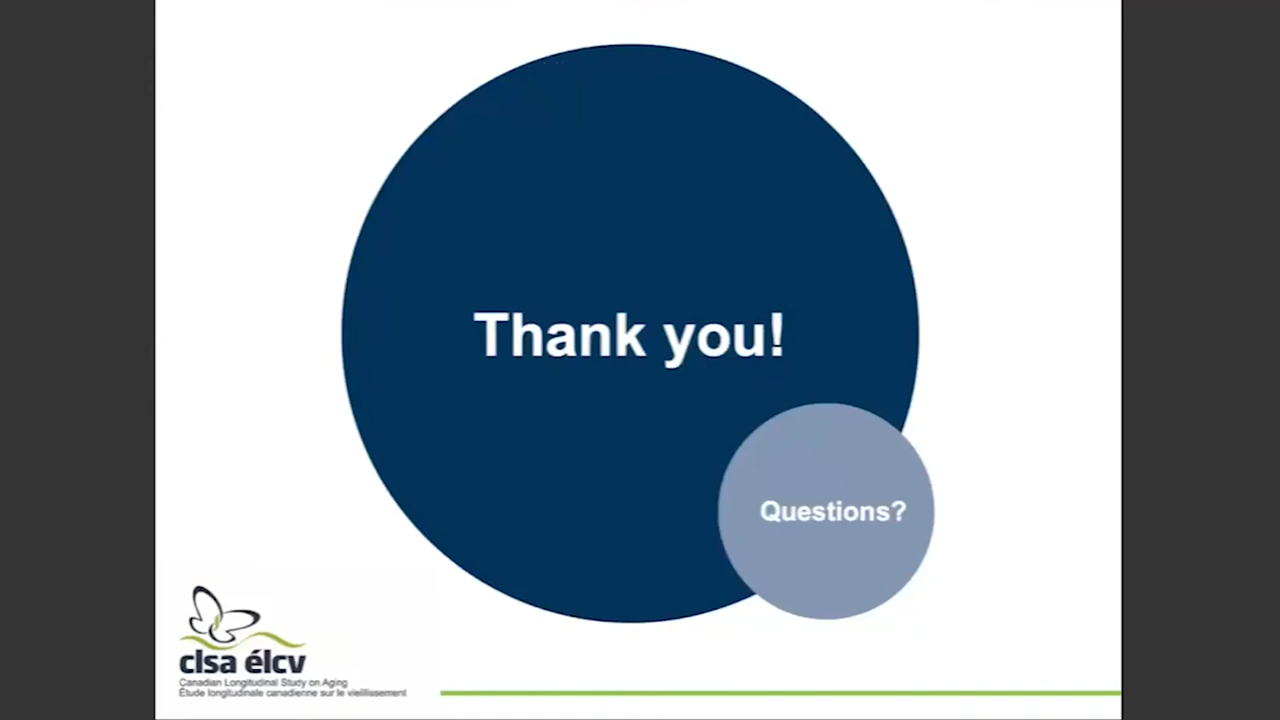 Thank you!
Questions?
clsa élcv
Canadian Longitudinal Study on Aging
Étude longitudinale canadienne sur le vieillissement